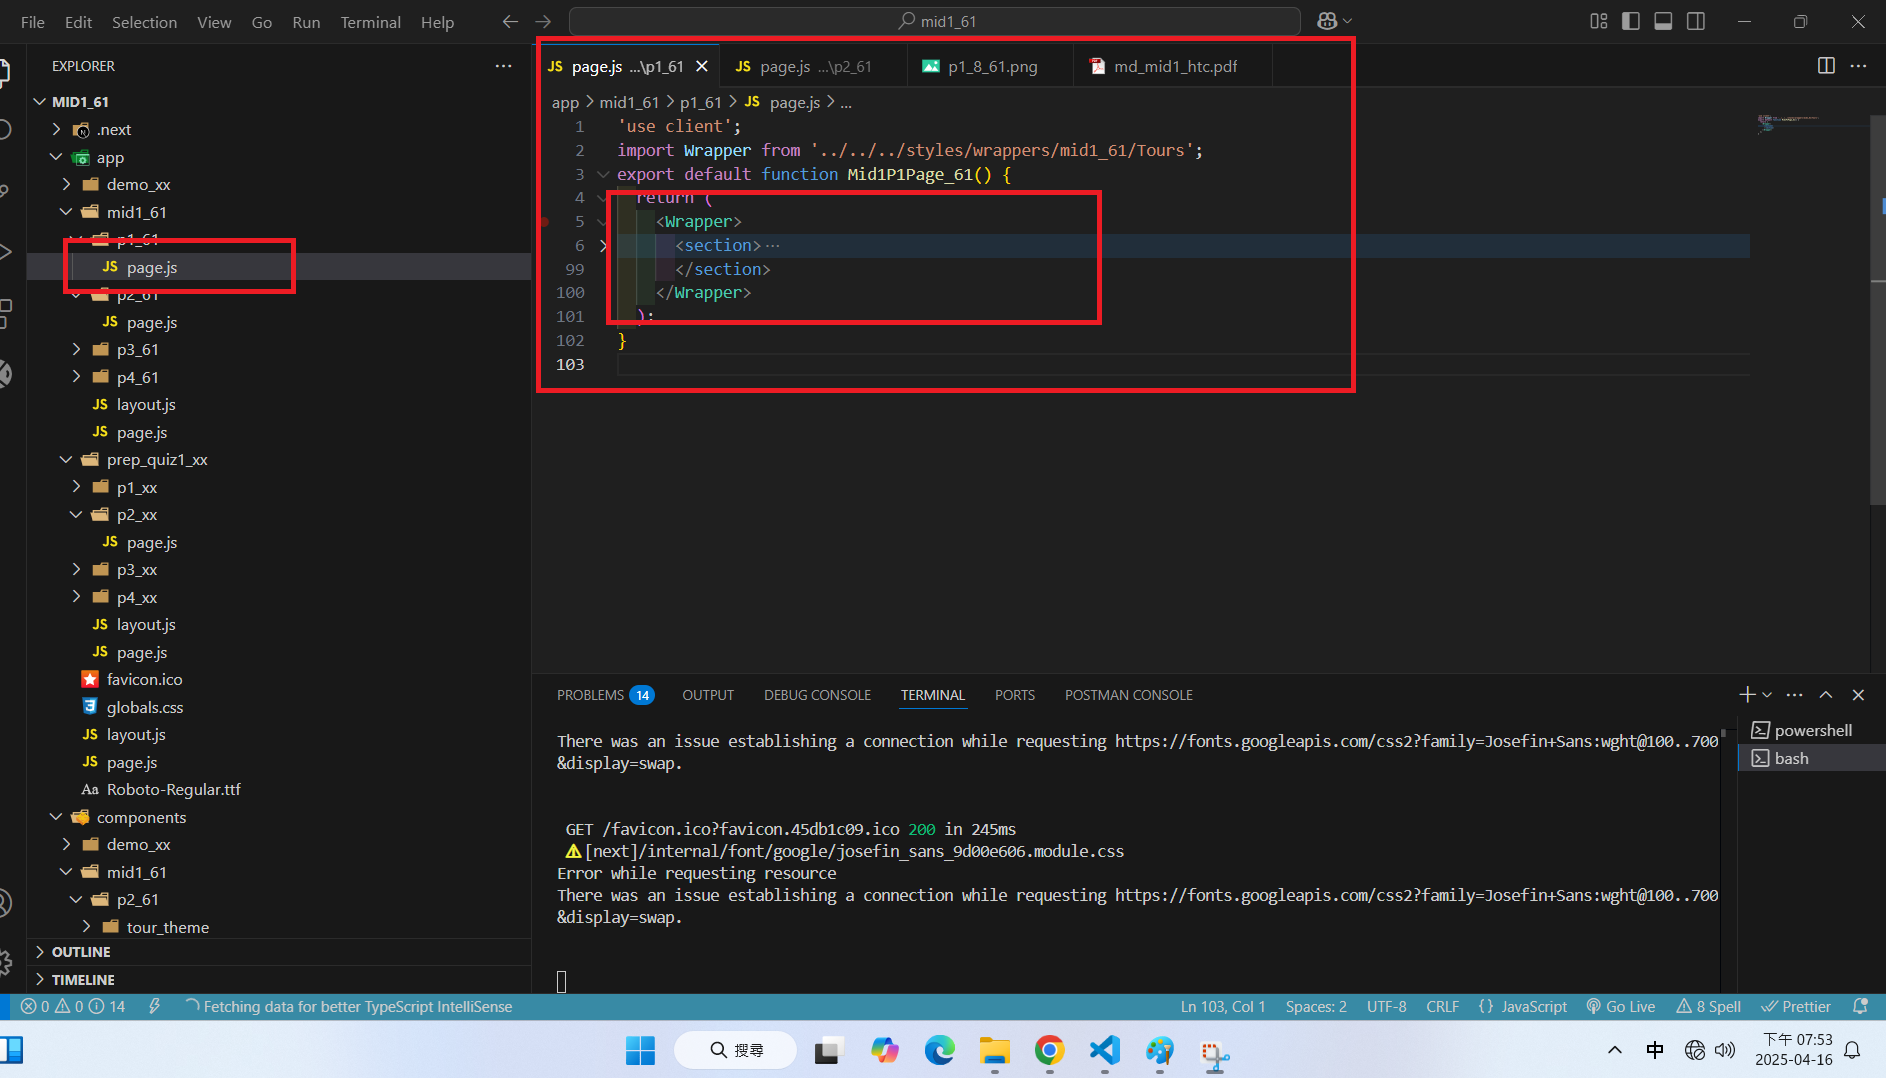 File Edit Selection View Go Run Terminal Help
mid1_61
EXPLORER
MID1_61
.next
app
demo_xx
mid1_61
p1_61
page.js
p2_61
page.js
p3_61
p4_61
layout.js
page.js
prep_quiz1_xx
p1_xx
p2_xx
page.js
p3_xx
p4_xx
layout.js
page.js
favicon.ico
globals.css
layout.js
page.js
Aa Roboto-Regular.ttf
components
demo_xx
mid1_61
p2_61
tour_theme
OUTLINE
TIMELINE
JS page.js ...\p1_61
JS page.js ...\p2_61
p1_8_61.png
md_mid1_htc.pdf
app > mid1_61 > p1_61 > JS page.js > ...
1 'use client';
2 import Wrapper from '../../../styles/wrappers/mid1_61/Tours';
3 export default function Mid1P1Page_61() {
4 return (
5 <Wrapper>
6 <section>···
99 </section>
100 </Wrapper>
101 );
102 }
103
PROBLEMS 14 OUTPUT DEBUG CONSOLE TERMINAL PORTS POSTMAN CONSOLE
There was an issue establishing a connection while requesting https://fonts.googleapis.com/css2?family=Josefin+Sans:wght@100..700
&display=swap.
GET /favicon.ico?favicon.45db1c09.ico 200 in 245ms
[next]/internal/font/google/josefin_sans_9d00e606.module.css
Error while requesting resource
There was an issue establishing a connection while requesting https://fonts.googleapis.com/css2?family=Josefin+Sans:wght@100..700
&display=swap.
powershell
bash
0 0 14 Fetching data for better TypeScript IntelliSense
Ln 103, Col 1 Spaces: 2 UTF-8 CRLF {} JavaScript Go Live 8 Spell Prettier
搜尋
中
下午 07:53
2025-04-16